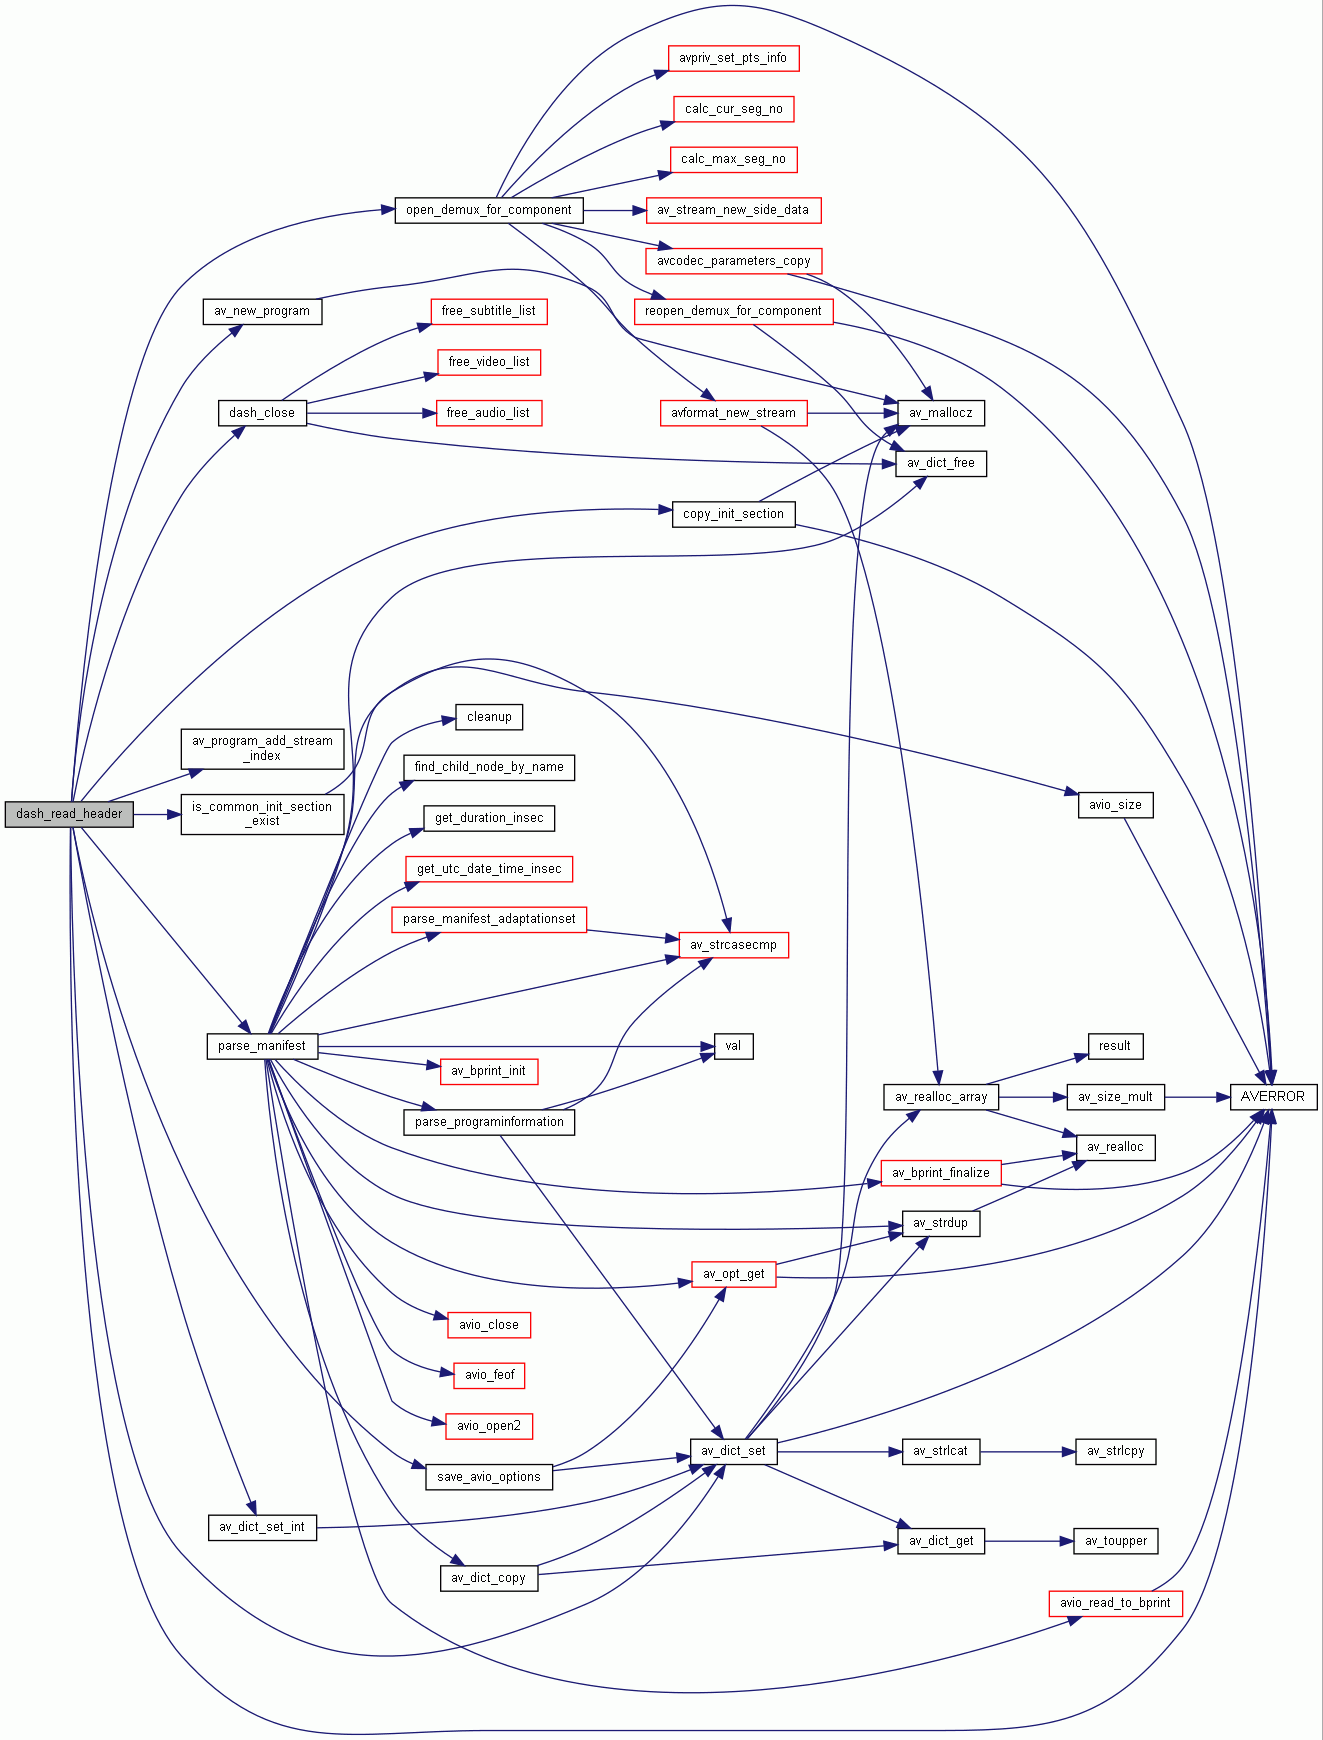 avpriv_set_pts_info
calc_cur_seg_no
calc_max_seg_no
open_demux_for_component
av_stream_new_side_data
avcodec_parameters_copy
av_new_program
free_subtitle_list
reopen_demux_for_component
free_video_list
dash_close
free_audio_list
avformat_new_stream
av_mallocz
av_dict_free
copy_init_section
cleanup
av_program_add_stream
_index
find_child_node_by_name
dash_read_header
is_common_init_section
_exist
get_duration_insec
avio_size
get_utc_date_time_insec
parse_manifest_adaptationset
av_strcasecmp
parse_manifest
val
result
av_bprint_init
parse_programinformation
av_realloc_array
av_size_mult
AVERROR
av_realloc
av_bprint_finalize
av_strdup
av_opt_get
avio_close
avio_feof
avio_open2
av_dict_set
av_strlcat
av_strlcpy
save_avio_options
av_dict_set_int
av_dict_get
av_toupper
av_dict_copy
avio_read_to_bprint